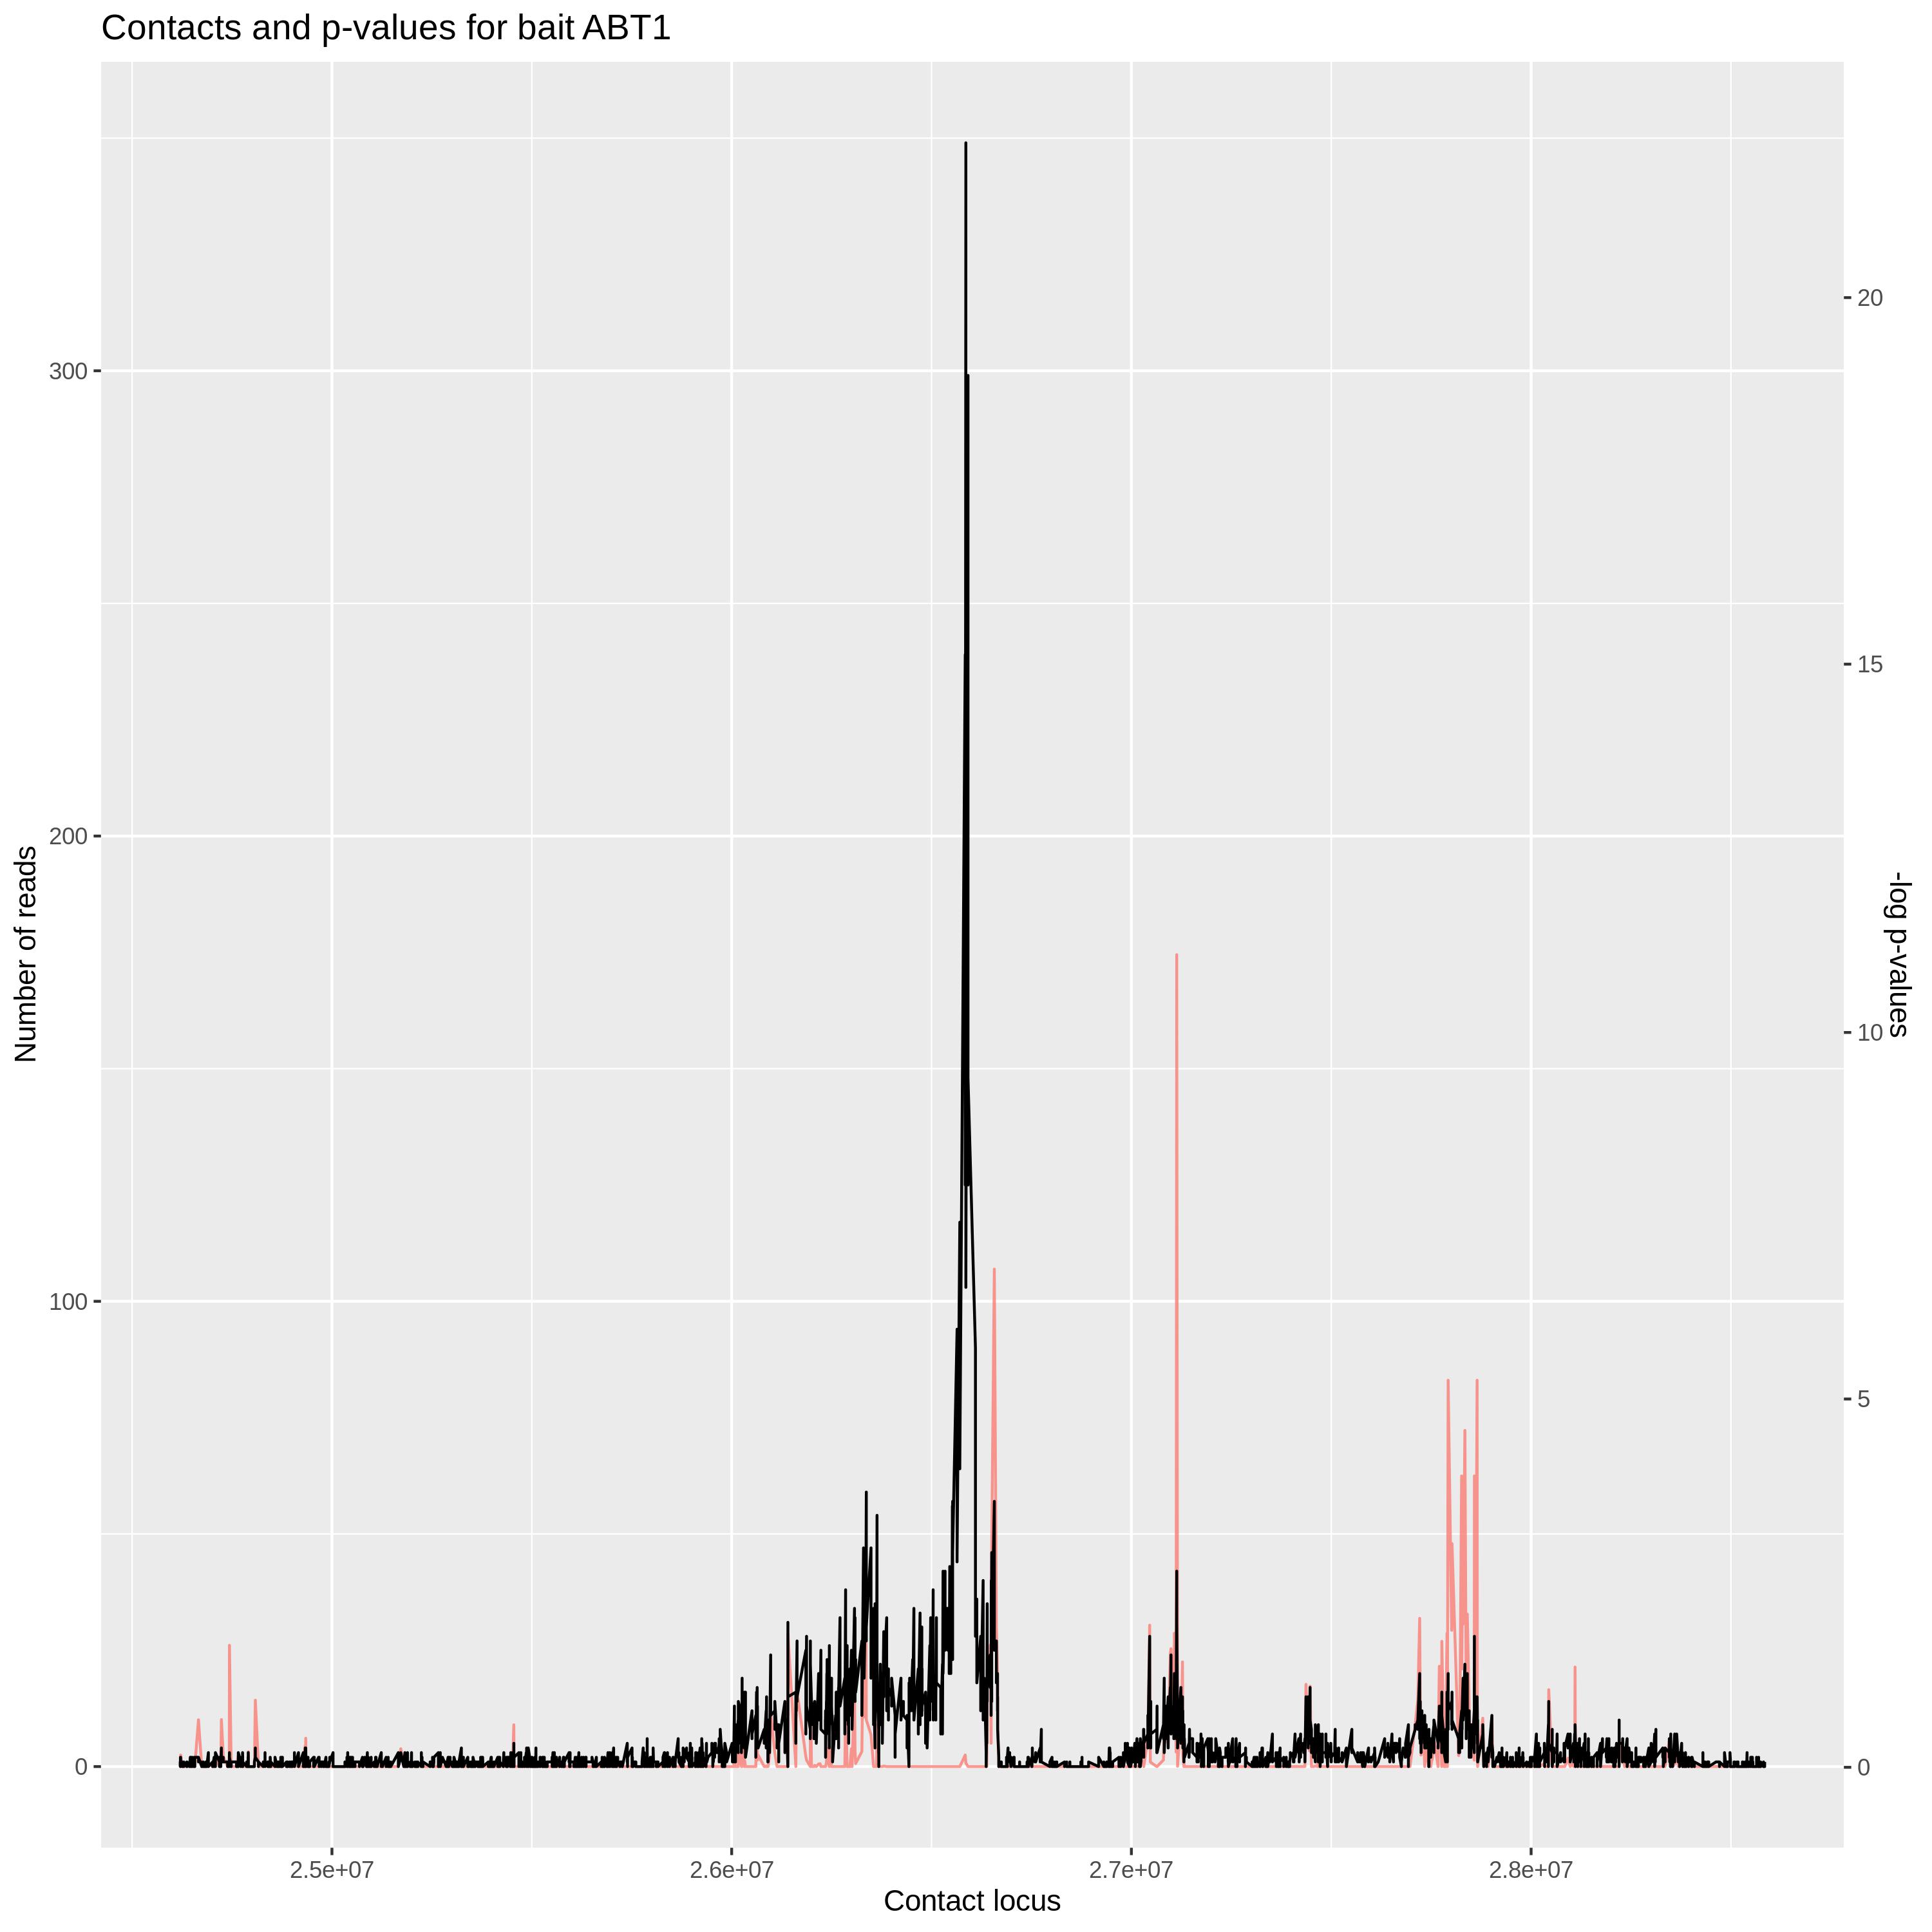 Contacts and p-values for bait ABT1
Number of reads
300
200
100
0
20
15
10
5
0
-log p-values
2.5e+07
2.6e+07
2.7e+07
2.8e+07
Contact locus